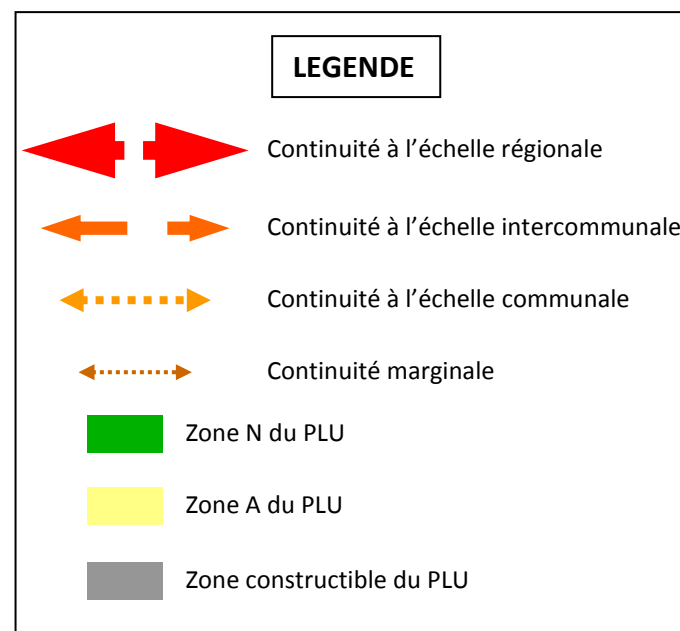 LEGENDE
Continuité à l’échelle régionale
Continuité à l’échelle intercommunale
Continuité à l’échelle communale
Continuité marginale
Zone N du PLU
Zone A du PLU
Zone constructible du PLU